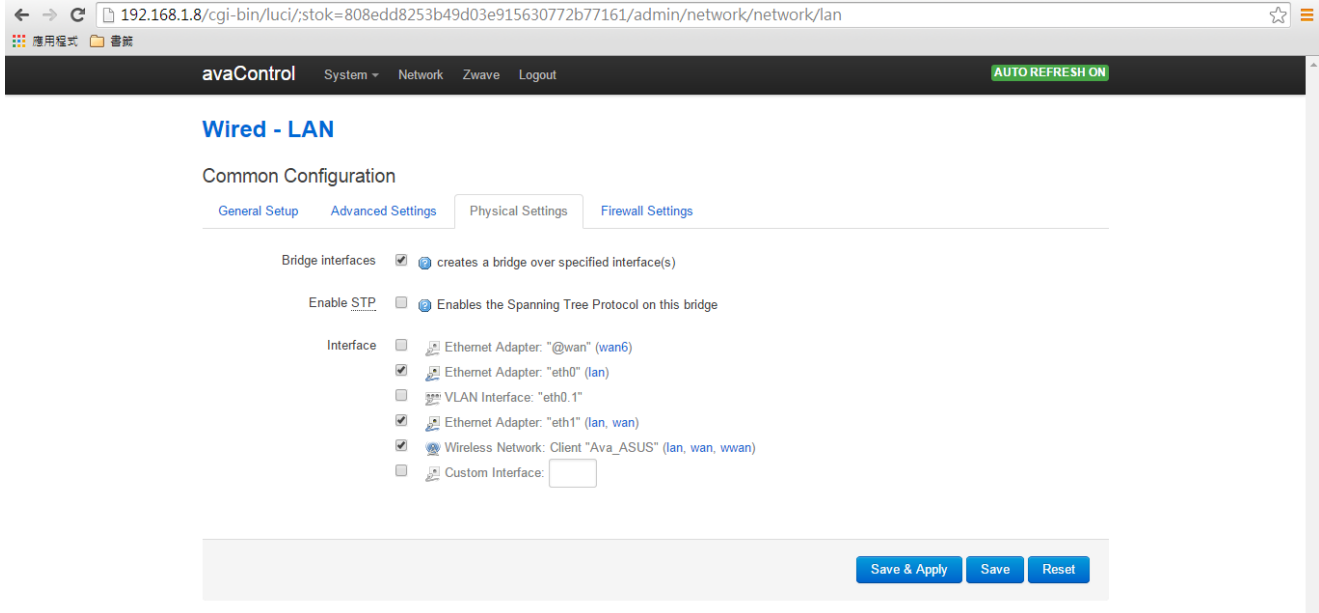 192.168.1.8/cgi-bin/luci/;stok=808edd8253b49d03e915630772b77161/admin/network/network/lan
應用程式 書籤
avaControl System Network Zwave Logout AUTO REFRESH ON
Wired - LAN
Common Configuration
General Setup Advanced Settings Physical Settings Firewall Settings
Bridge interfaces creates a bridge over specified interface(s)
Enable STP Enables the Spanning Tree Protocol on this bridge
Interface Ethernet Adapter: "@wan" (wan6)
Ethernet Adapter: "eth0" (lan)
VLAN Interface: "eth0.1"
Ethernet Adapter: "eth1" (lan, wan)
Wireless Network: Client "Ava_ASUS" (lan, wan, wwan)
Custom Interface:
Save & Apply Save Reset